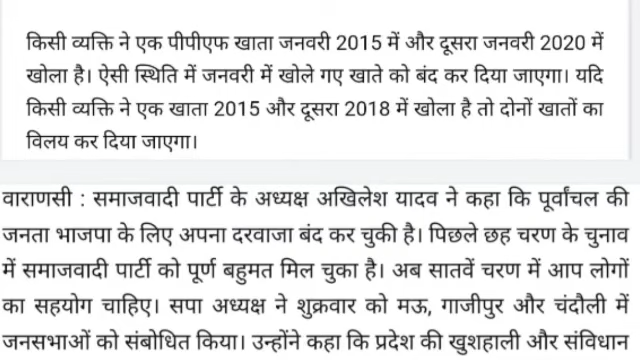 किसी व्यक्ति ने एक पीपीएफ खाता जनवरी 2015 में और दूसरा जनवरी 2020 में
खोला है। ऐसी स्थिति में जनवरी में खोले गए खाते को बंद कर दिया जाएगा। यदि
किसी व्यक्ति ने एक खाता 2015 और दूसरा 2018 में खोला है तो दोनों खातों का
विलय कर दिया जाएगा।
वाराणसी : समाजवादी पार्टी के अध्यक्ष अखिलेश यादव ने कहा कि पूर्वांचल की
जनता भाजपा के लिए अपना दरवाजा बंद कर चुकी है। पिछले छह चरण के चुनाव
में समाजवादी पार्टी को पूर्ण बहुमत मिल चुका है। अब सातवें चरण में आप लोगों
का सहयोग चाहिए। सपा अध्यक्ष ने शुक्रवार को मऊ, गाजीपुर और चंदौली में
जनसभाओं को संबोधित किया। उन्होंने कहा कि प्रदेश की खुशहाली और संविधान